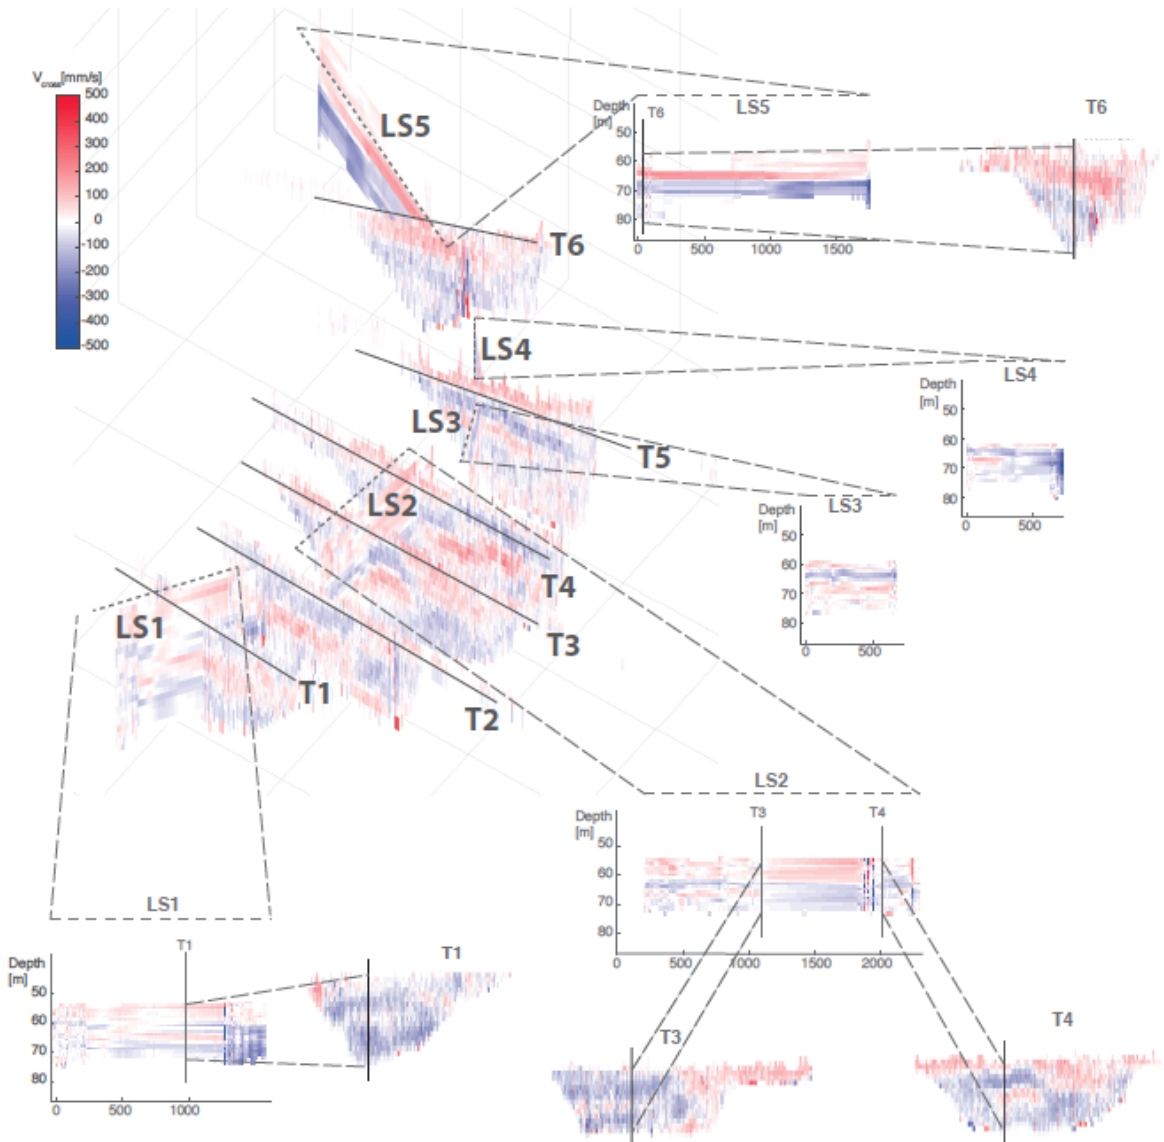 V_cross[mm/s]
500
400
300
200
100
0
-100
-200
-300
-400
-500
LS5
T6
Depth
[m]
T6
LS5
T6
50
60
70
80
0
500
1000
1500
LS4
LS3
T5
LS4
Depth
[m]
50
60
70
80
0
500
LS3
Depth
[m]
50
60
70
80
0
500
LS2
T4
T3
LS1
T1
T2
LS2
Depth
[m]
T3
T4
50
60
70
80
0
500
1000
1500
2000
LS1
T1
T1
Depth
[m]
50
60
70
80
0
500
1000
T3
T4